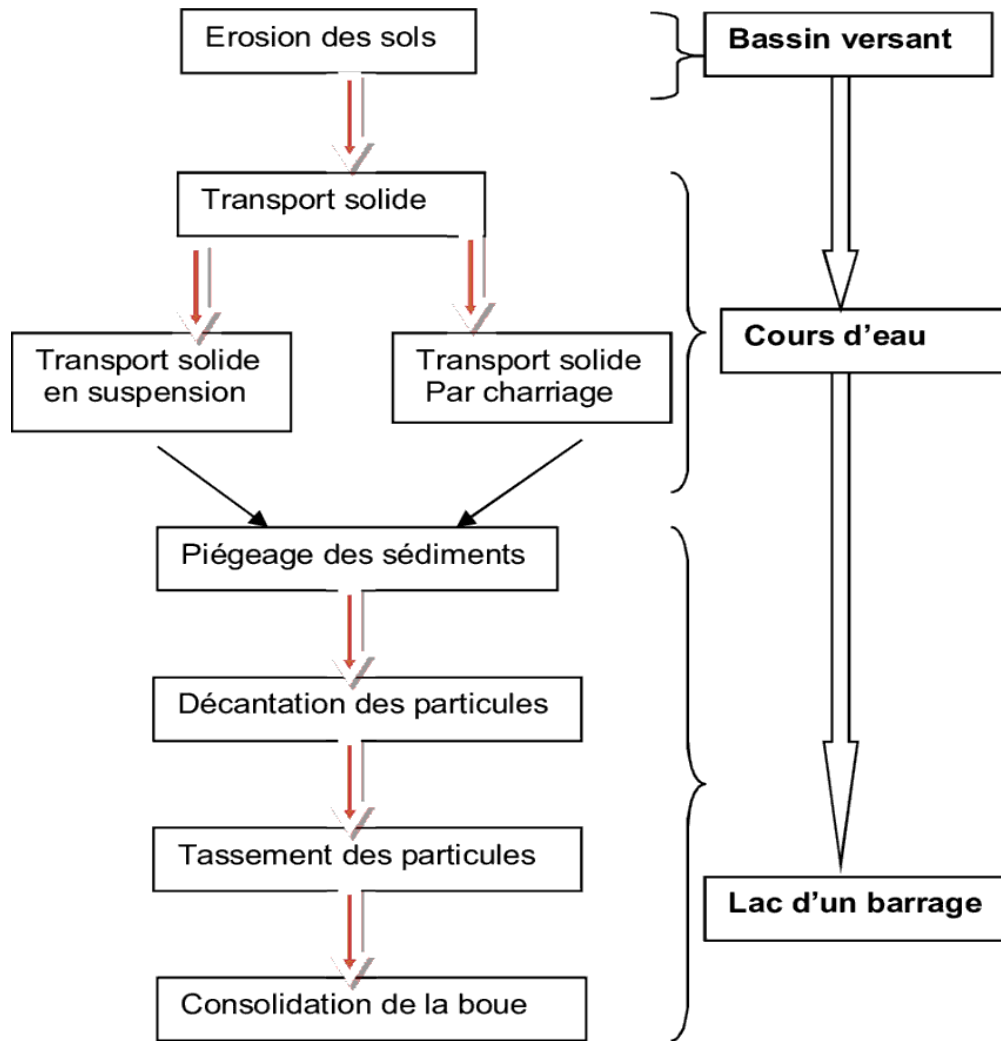 Erosion des sols
Bassin versant
Transport solide
Transport solide
en suspension
Transport solide
Par charriage
Cours d’eau
Piégeage des sédiments
Décantation des particules
Tassement des particules
Lac d’un barrage
Consolidation de la boue